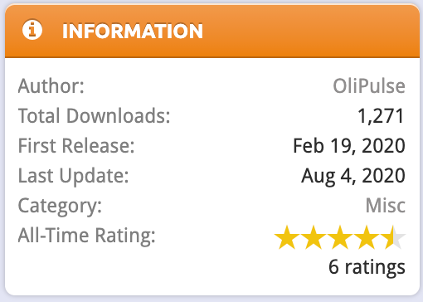 INFORMATION
Author: OliPulse
Total Downloads: 1,271
First Release: Feb 19, 2020
Last Update: Aug 4, 2020
Category: Misc
All-Time Rating:
6 ratings